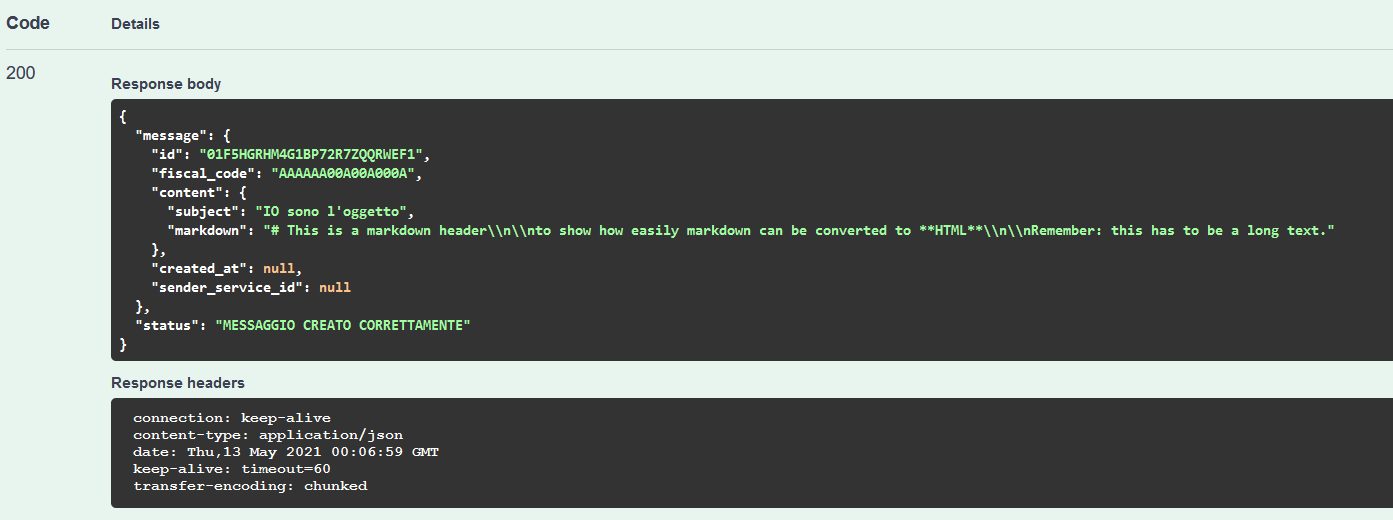 Code Details
200
Response body
{
  "message": {
    "id": "01F5HGRHM4G1BP72R7ZQQRWEF1",
    "fiscal_code": "AAAAAA00A00A000A",
    "content": {
      "subject": "IO sono l'oggetto",
      "markdown": "# This is a markdown header\\n\\nto show how easily markdown can be converted to **HTML**\\n\\nRemember: this has to be a long text."
    },
    "created_at": null,
    "sender_service_id": null
  },
  "status": "MESSAGGIO CREATO CORRETTAMENTE"
}
Response headers
connection: keep-alive
content-type: application/json
date: Thu,13 May 2021 00:06:59 GMT
keep-alive: timeout=60
transfer-encoding: chunked